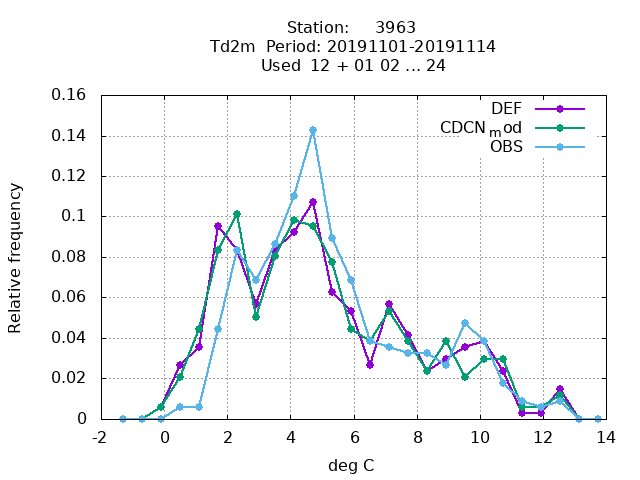 Station: 3963
Td2m Period: 20191101-20191114
Used 12 + 01 02 ... 24
DEF
CDCNmod
OBS
Relative frequency
0.16
0.14
0.12
0.1
0.08
0.06
0.04
0.02
0
-2 0 2 4 6 8 10 12 14
deg C